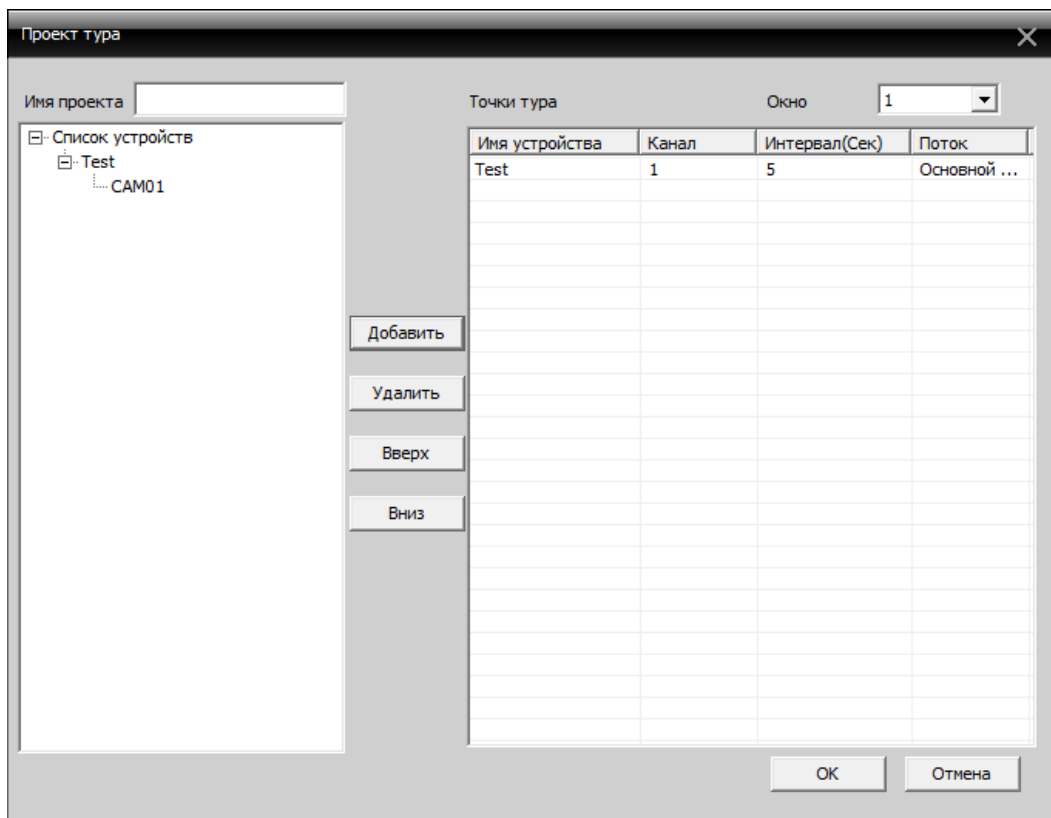 Проект тура
Имя проекта
Точки тура
Окно
1
Список устройств
Test
CAM01
Имя устройства Канал Интервал(Сек) Поток
Test 1 5 Основной ...
Добавить
Удалить
Вверх
Вниз
OK
Отмена